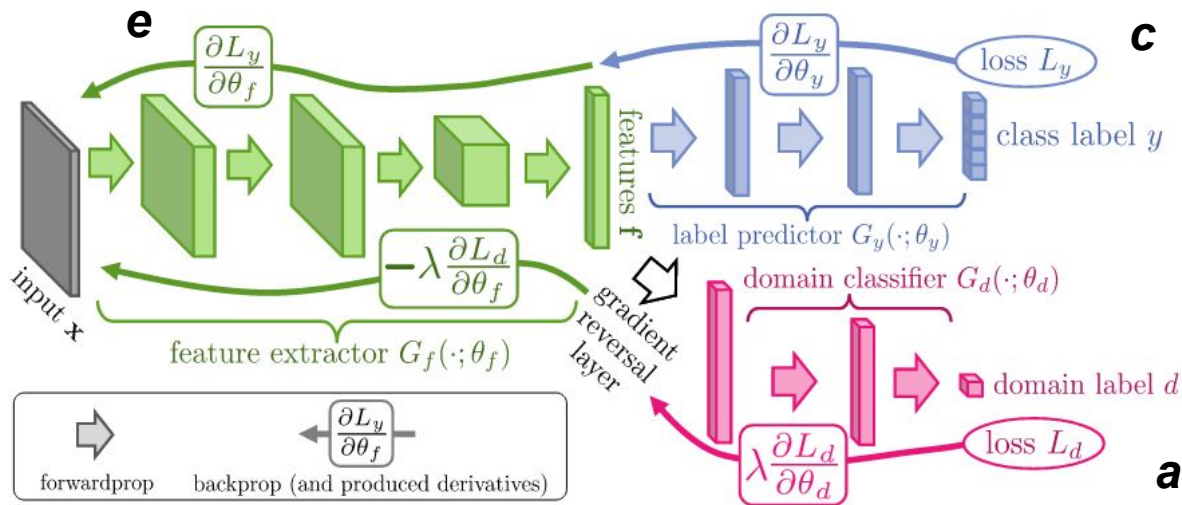 e
c
∂L_y
∂θ_f
∂L_y
∂θ_y
loss L_y
features f
class label y
label predictor G_y(·; θ_y)
input x
−λ ∂L_d
∂θ_f
feature extractor G_f(·; θ_f)
gradient
reversal
layer
domain classifier G_d(·; θ_d)
domain label d
λ ∂L_d
∂θ_d
loss L_d
a
∂L_y
∂θ_f
forwardprop
backprop (and produced derivatives)